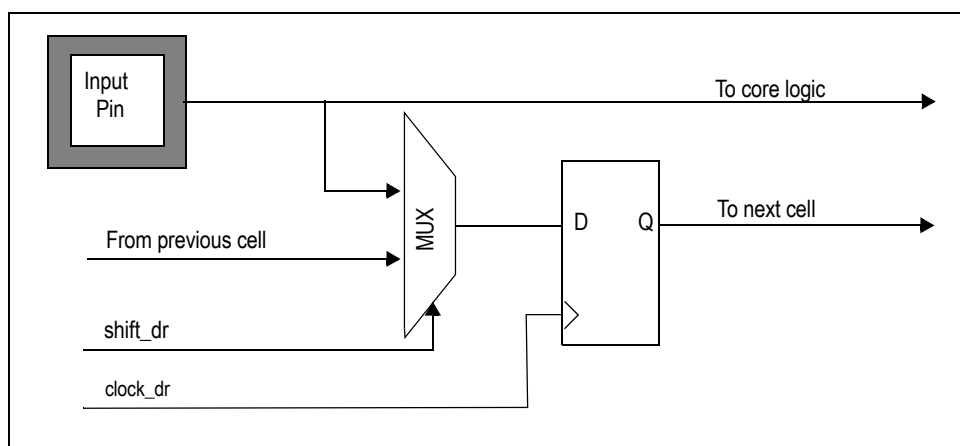 Input
Pin
To core logic
MUX
D
Q
To next cell
From previous cell
shift_dr
clock_dr